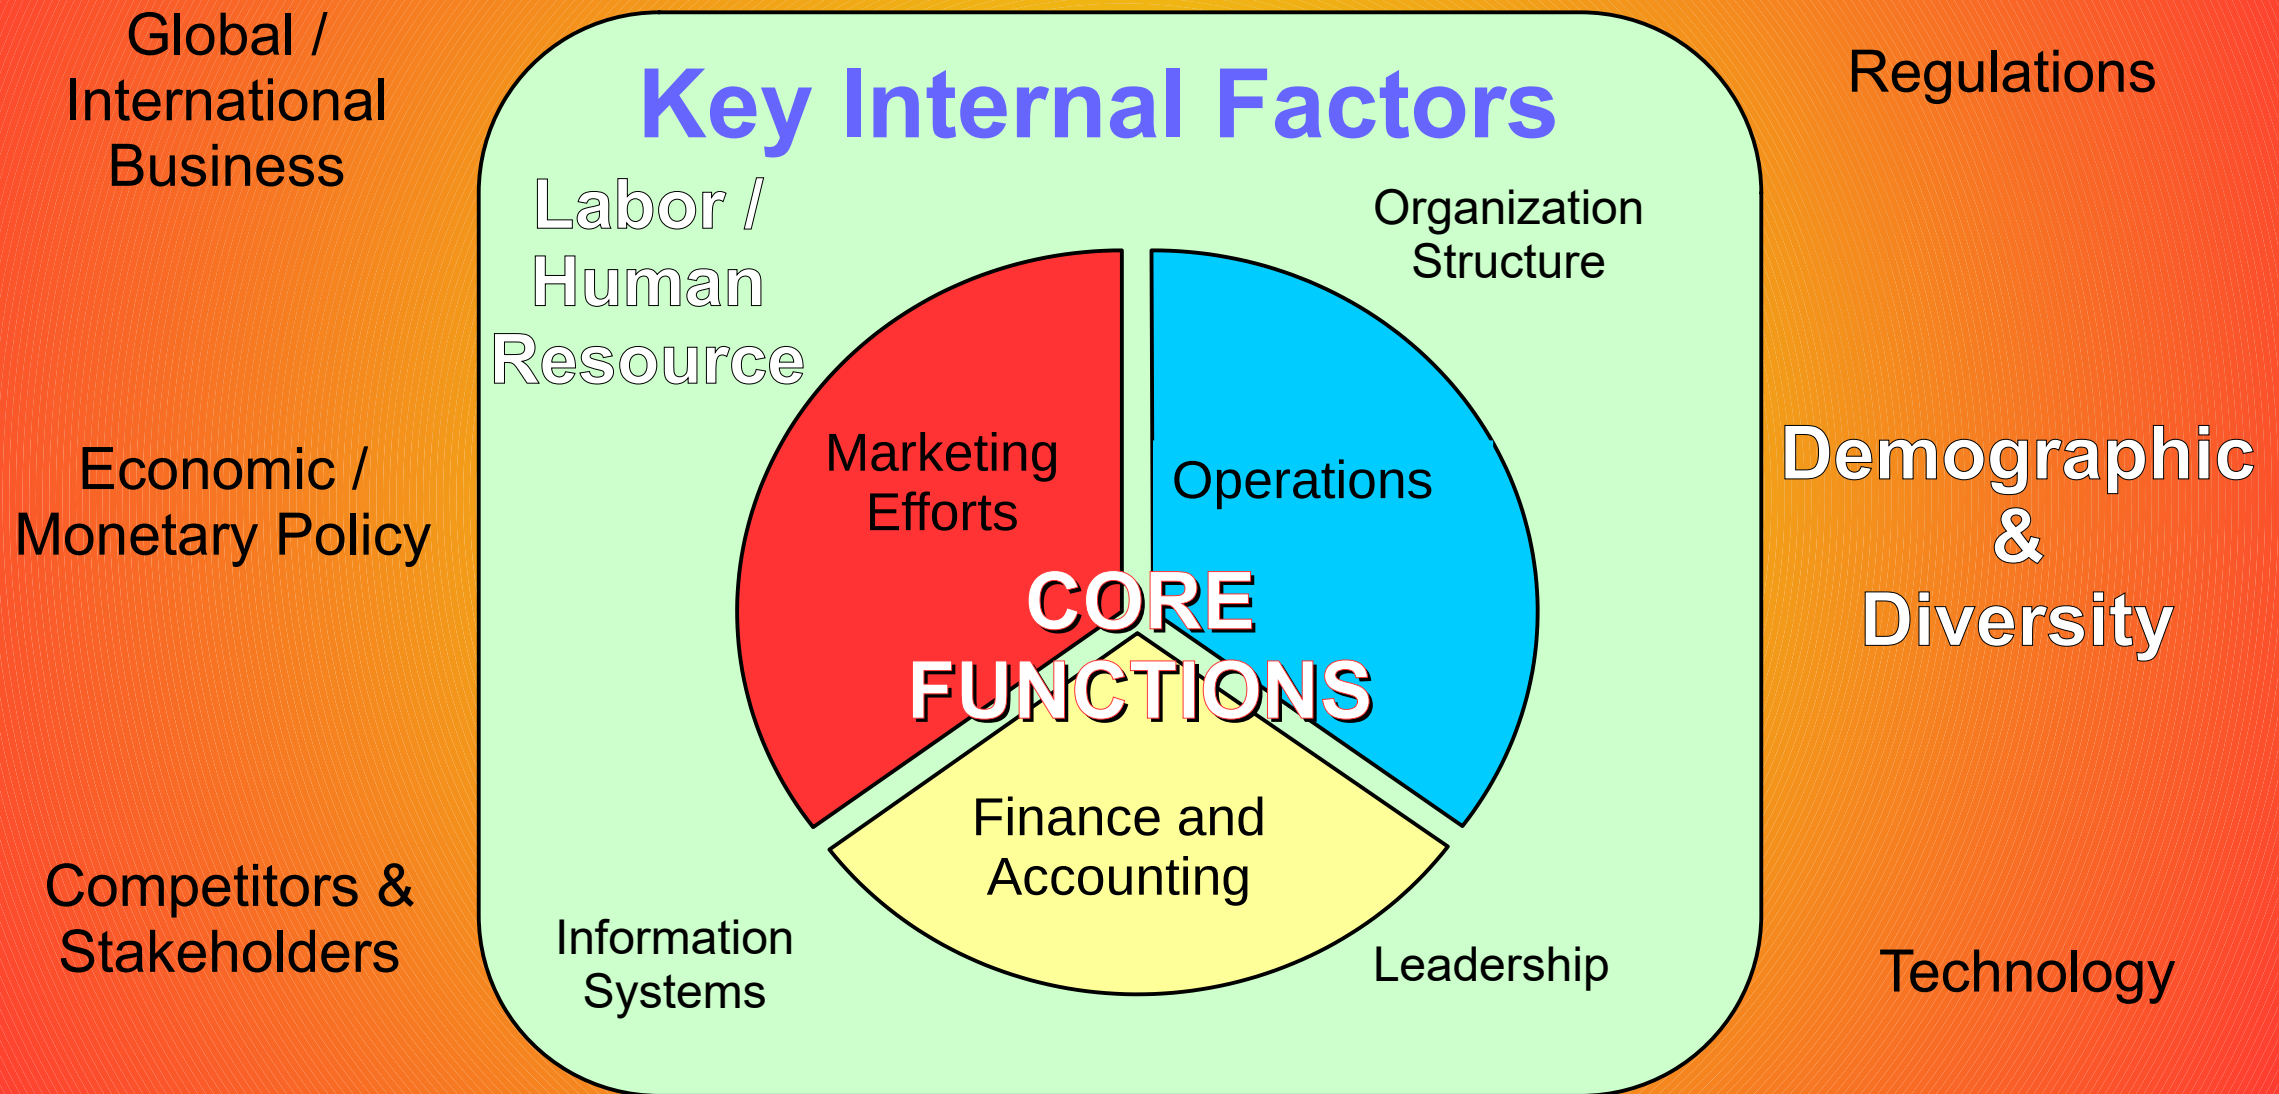 Global /
International
Business
Economic /
Monetary Policy
Competitors &
Stakeholders
Key Internal Factors
Labor /
Human
Resource
Organization
Structure
Marketing
Efforts
Operations
CORE
FUNCTIONS
Finance and
Accounting
Information
Systems
Leadership
Regulations
Demographic
&
Diversity
Technology